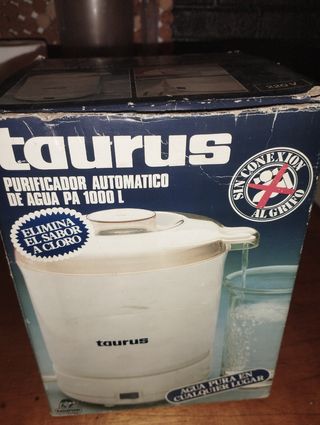 taurus
PURIFICADOR AUTOMATICO
DE AGUA PA 1000 L
SIN CONEXION
AL GRIFO
ELIMINA
EL SABOR
A CLORO
taurus
AGUA PURA EN
CUALQUIER LUGAR
taurus